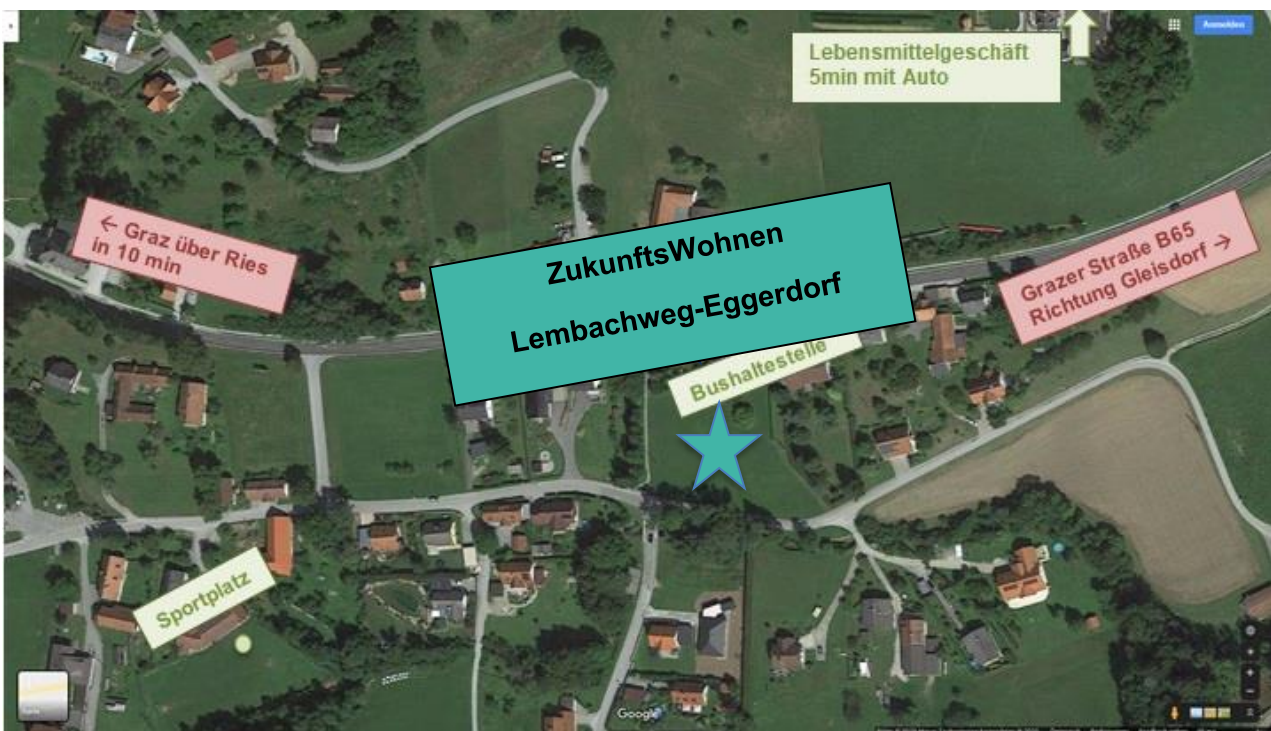 Lebensmittelgeschäft
5min mit Auto
Anmelden
← Graz über Ries
in 10 min
ZukunftsWohnen
Lembachweg-Eggerdorf
Grazer Straße B65
Richtung Gleisdorf →
Bushaltestelle
Sportplatz
Google